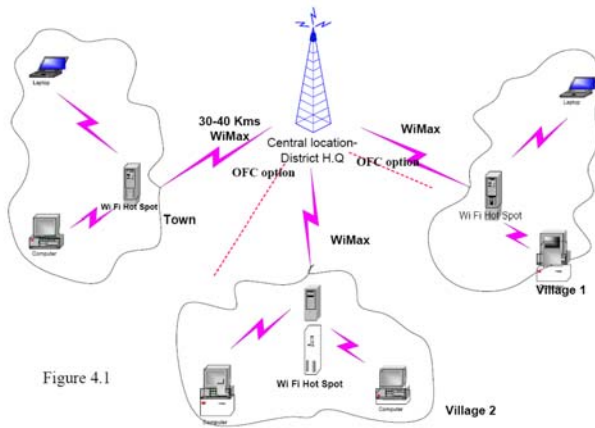 Laptop
30-40 Kms
WiMax
Central location-
District H.Q
OFC option
OFC option
WiMax
Laptop
Wi Fi Hot Spot
Town
Computer
Wi Fi Hot Spot
Village 1
WiMax
Wi Fi Hot Spot
Computer
Computer
Village 2
Figure 4.1